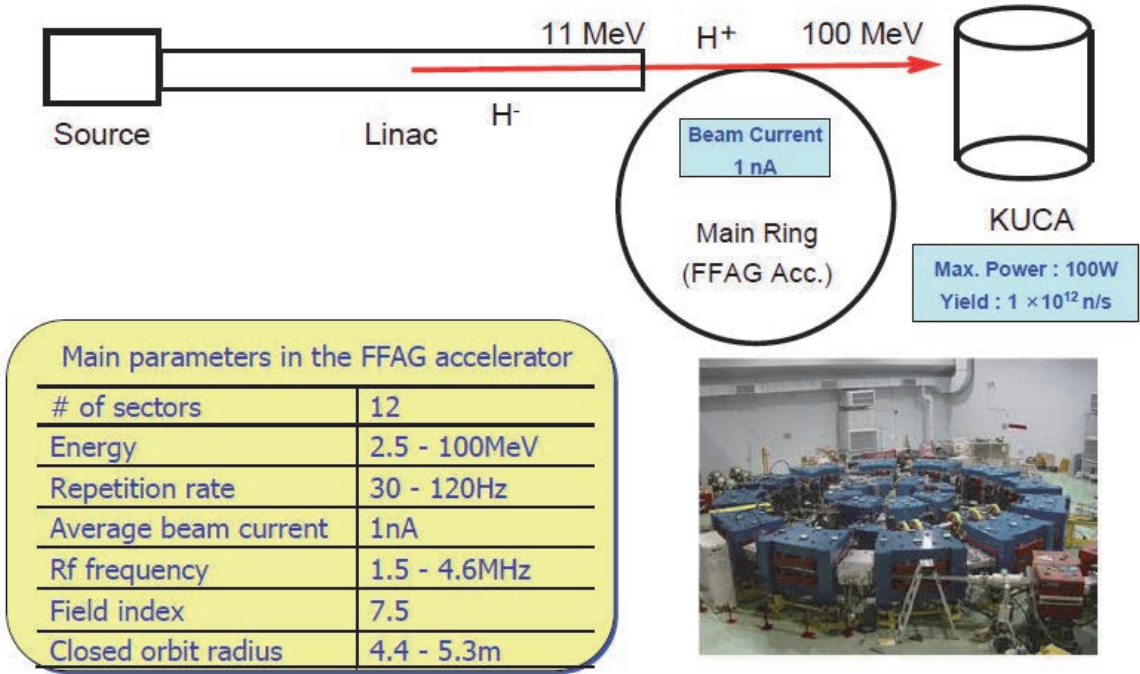 11 MeV H⁺ 100 MeV
Source
Linac
H⁻
Beam Current
1 nA
Main Ring
(FFAG Acc.)
KUCA
Max. Power : 100W
Yield : 1 ×10¹² n/s
Main parameters in the FFAG accelerator
# of sectors 12
Energy 2.5 - 100MeV
Repetition rate 30 - 120Hz
Average beam current 1nA
Rf frequency 1.5 - 4.6MHz
Field index 7.5
Closed orbit radius 4.4 - 5.3m